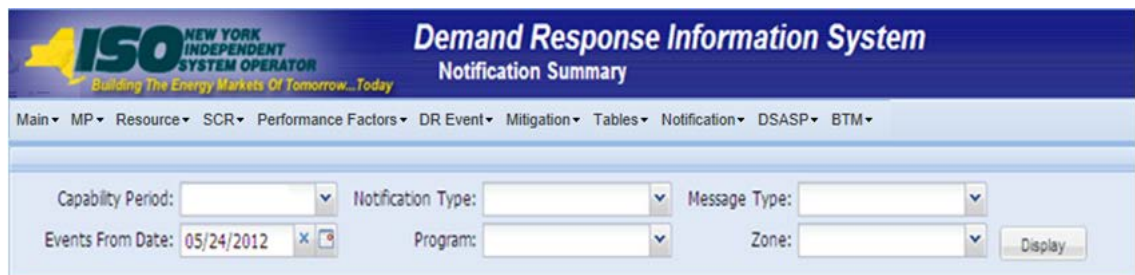 ISO NEW YORK
INDEPENDENT
SYSTEM OPERATOR
Building The Energy Markets Of Tomorrow...Today
Demand Response Information System
Notification Summary
Main MP Resource SCR Performance Factors DR Event Mitigation Tables Notification DSASP BTM
Capability Period: Notification Type: Message Type:
Events From Date: 05/24/2012 Program: Zone: Display